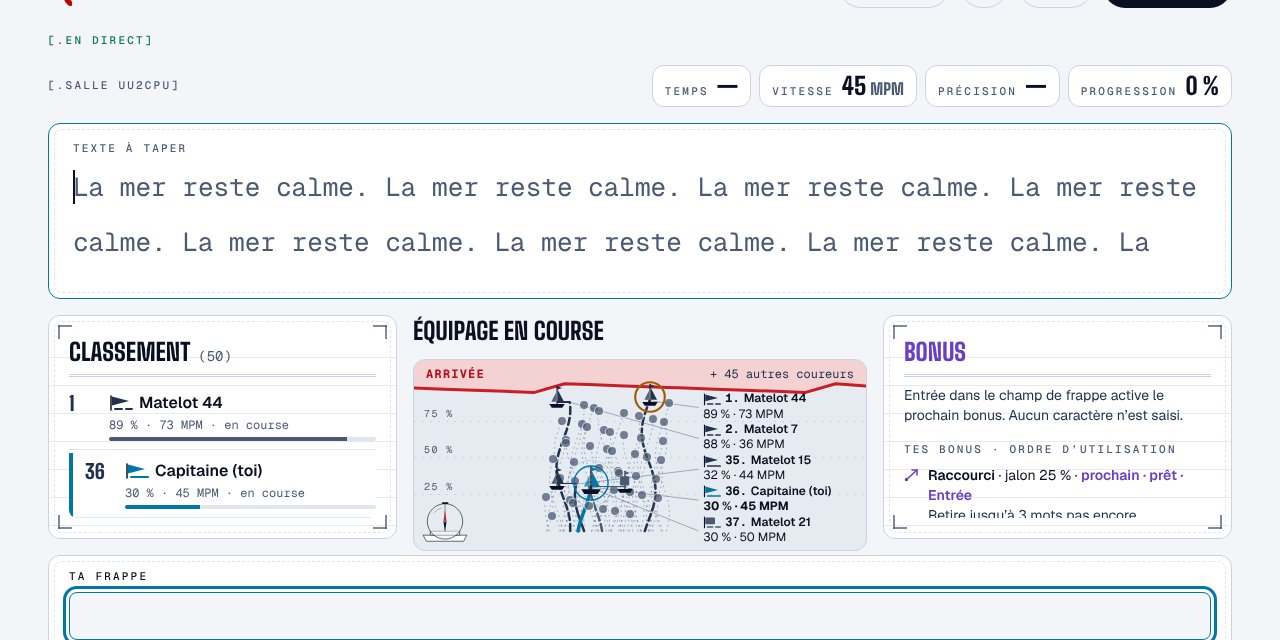 [.EN DIRECT]
[.SALLE UU2CPU]
TEMPS —
VITESSE 45 MPM
PRÉCISION —
PROGRESSION 0 %
TEXTE À TAPER
La mer reste calme. La mer reste calme. La mer reste calme. La mer reste
calme. La mer reste calme. La mer reste calme. La mer reste calme. La
CLASSEMENT (50)
1 Matelot 44
89 % · 73 MPM · en course
36 Capitaine (toi)
30 % · 45 MPM · en course
ÉQUIPAGE EN COURSE
ARRIVÉE
+ 45 autres coureurs
75 %
50 %
25 %
1. Matelot 44
89 % · 73 MPM
2. Matelot 7
88 % · 36 MPM
35. Matelot 15
32 % · 44 MPM
36. Capitaine (toi)
30 % · 45 MPM
37. Matelot 21
30 % · 50 MPM
BONUS
Entrée dans le champ de frappe active le
prochain bonus. Aucun caractère n'est saisi.
TES BONUS · ORDRE D'UTILISATION
Raccourci · jalon 25 % · prochain · prêt ·
Entrée
Retire jusqu'à 3 mots pas encore
TA FRAPPE